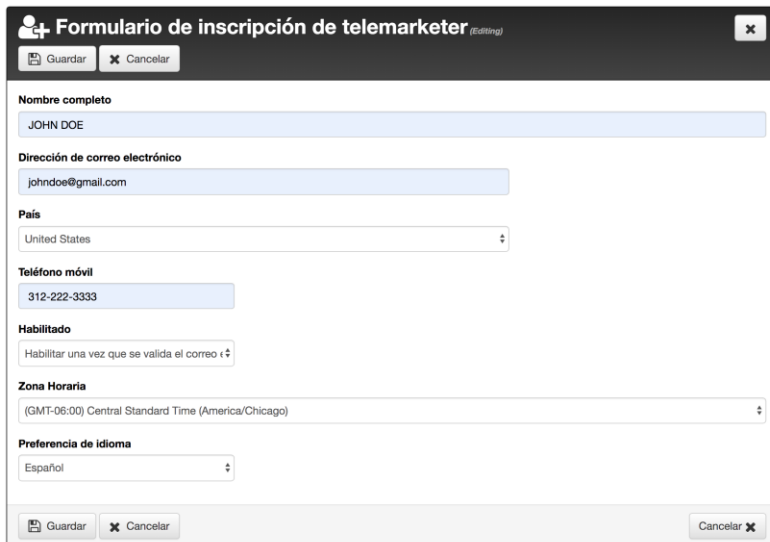 Formulario de inscripción de telemarketer (Editing)
Guardar Cancelar
Nombre completo
JOHN DOE
Dirección de correo electrónico
johndoe@gmail.com
País
United States
Teléfono móvil
312-222-3333
Habilitado
Habilitar una vez que se valida el correo
Zona Horaria
(GMT-06:00) Central Standard Time (America/Chicago)
Preferencia de idioma
Español
Guardar Cancelar Cancelar